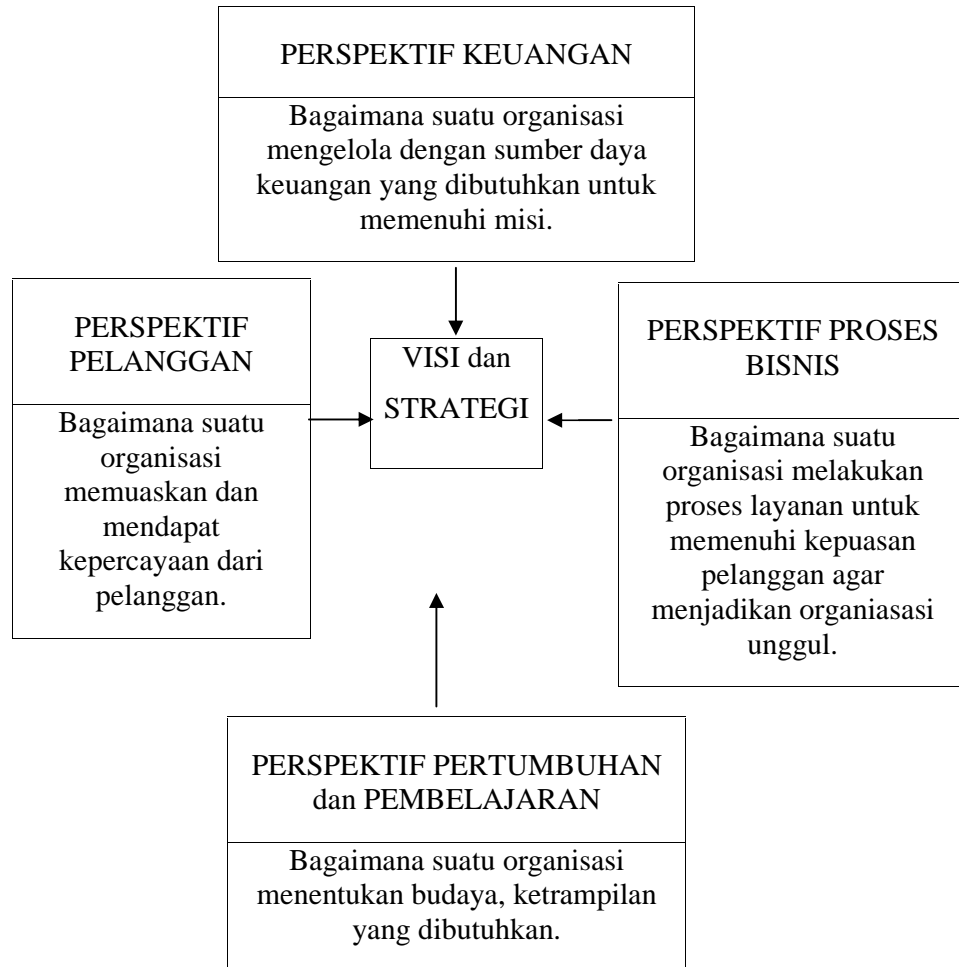 PERSPEKTIF KEUANGAN
Bagaimana suatu organisasi
mengelola dengan sumber daya
keuangan yang dibutuhkan untuk
memenuhi misi.
PERSPEKTIF
PELANGGAN
Bagaimana suatu
organisasi
memuaskan dan
mendapat
kepercayaan dari
pelanggan.
VISI dan
STRATEGI
PERSPEKTIF PROSES
BISNIS
Bagaimana suatu
organisasi melakukan
proses layanan untuk
memenuhi kepuasan
pelanggan agar
menjadikan organiasasi
unggul.
PERSPEKTIF PERTUMBUHAN
dan PEMBELAJARAN
Bagaimana suatu organisasi
menentukan budaya, ketrampilan
yang dibutuhkan.